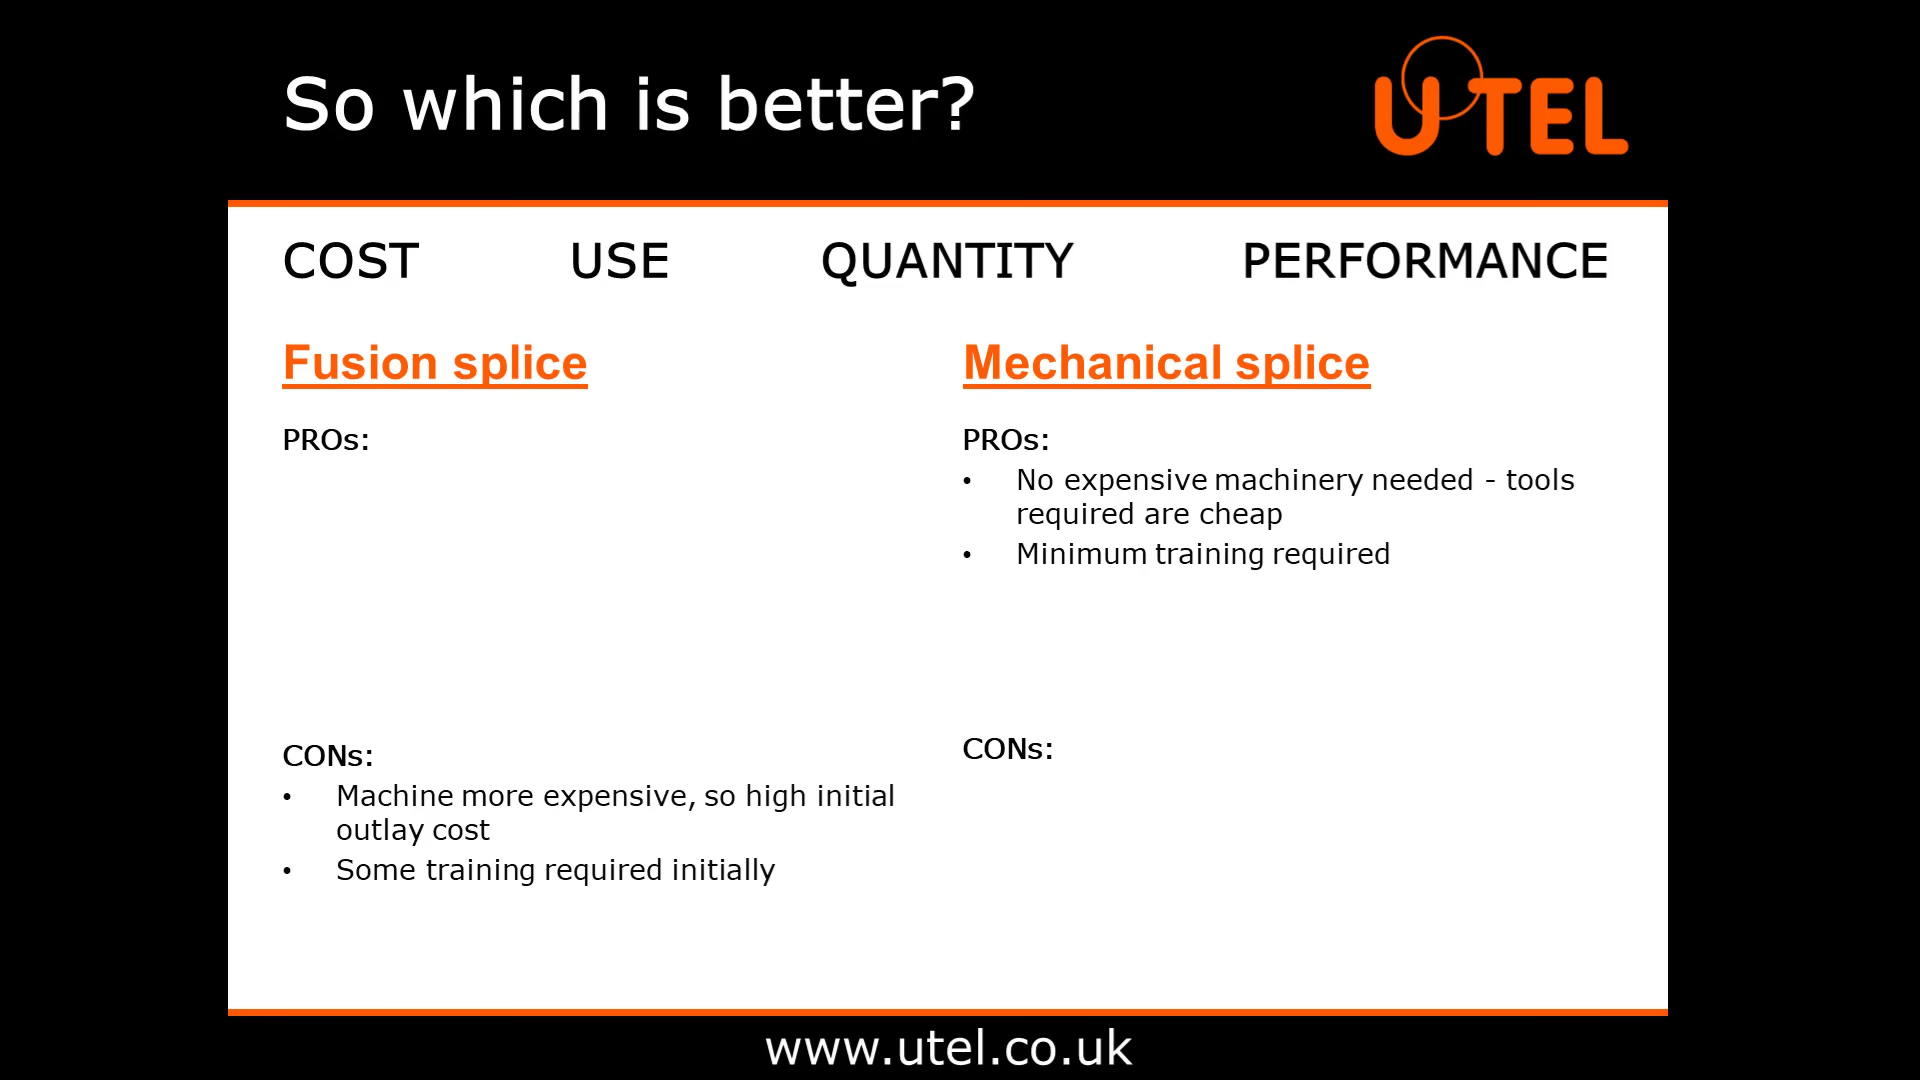 So which is better?
UTEL
COST USE QUANTITY PERFORMANCE
Fusion splice
PROs:
CONs:
• Machine more expensive, so high initial
outlay cost
• Some training required initially
Mechanical splice
PROs:
• No expensive machinery needed - tools
required are cheap
• Minimum training required
CONs:
www.utel.co.uk